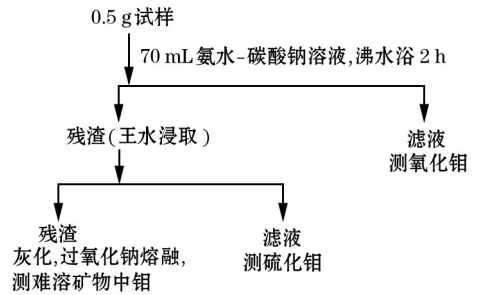 0.5 g试样
70 mL氨水-碳酸钠溶液,沸水浴 2 h
残渣(王水浸取)
滤液
测氧化钼
残渣
灰化,过氧化钠熔融,
测难溶矿物中钼
滤液
测硫化钼